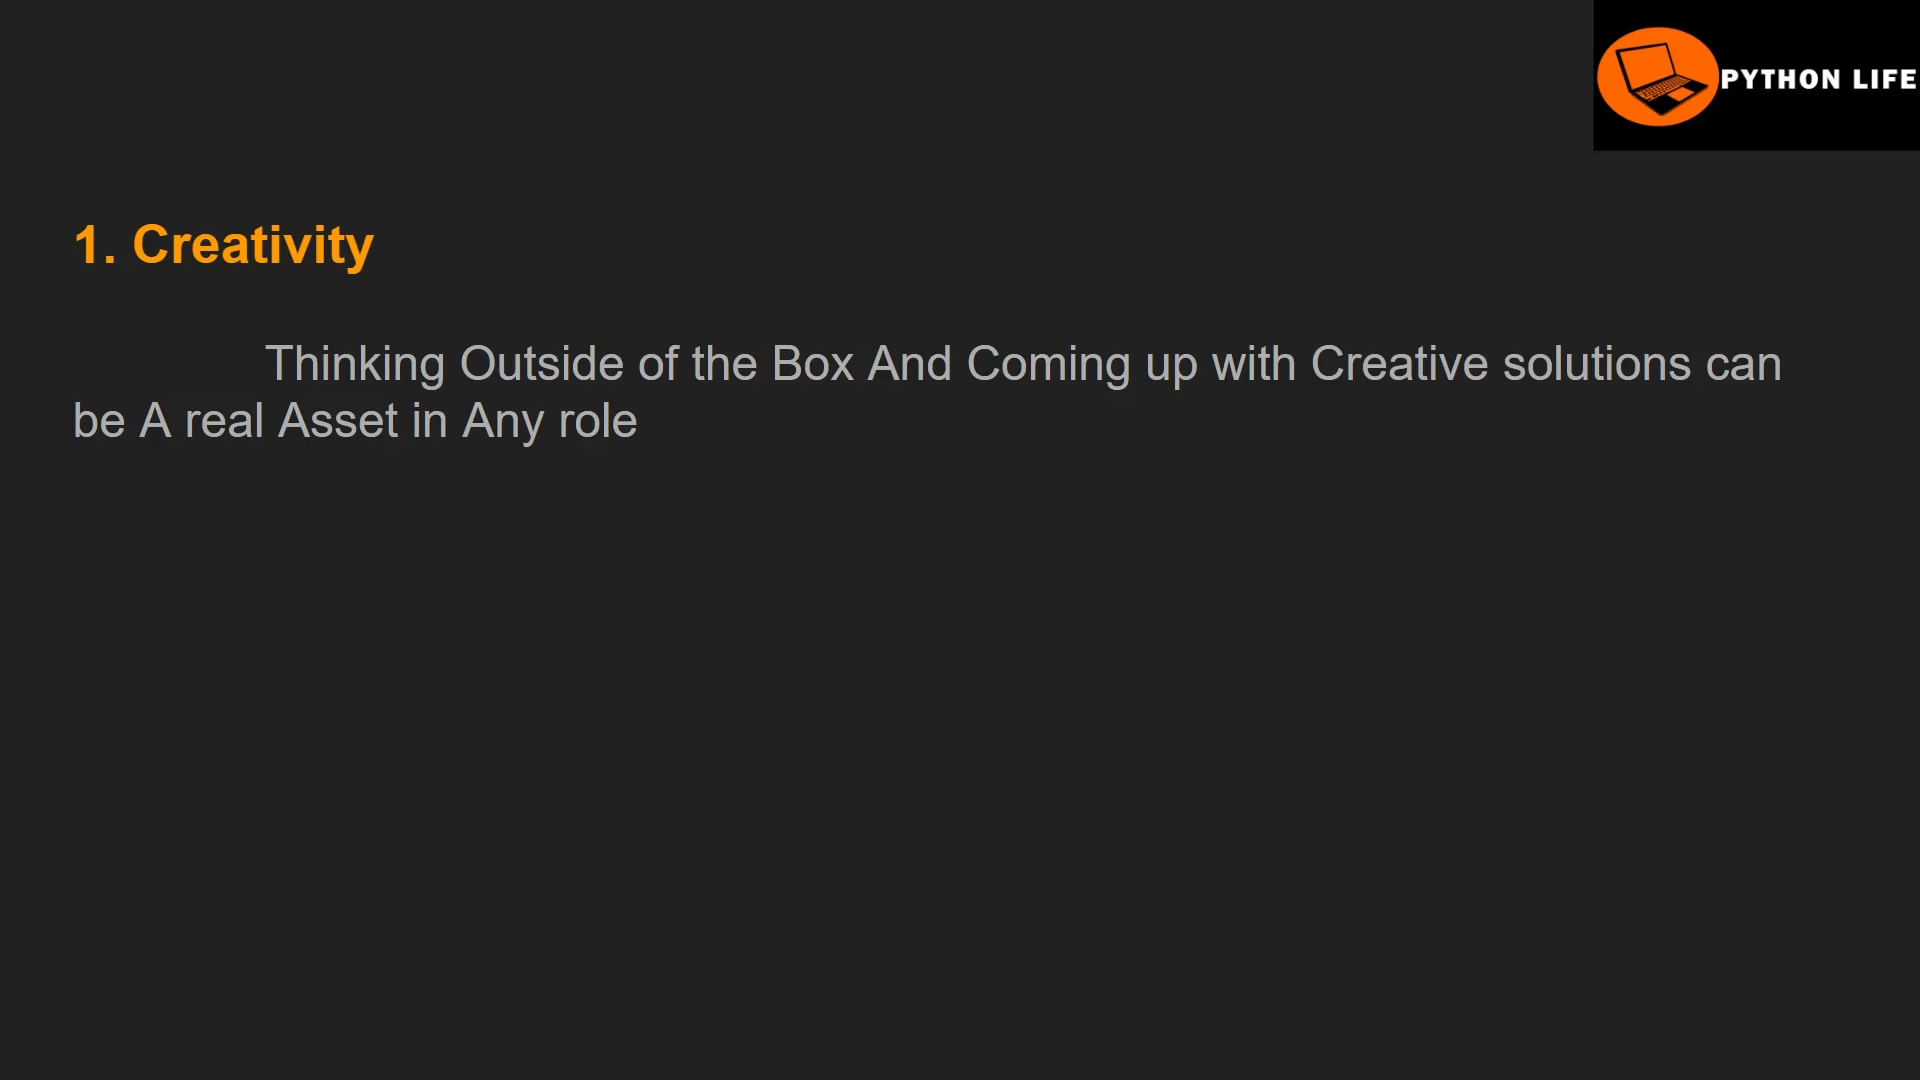 PYTHON LIFE
1. Creativity
Thinking Outside of the Box And Coming up with Creative solutions can
be A real Asset in Any role